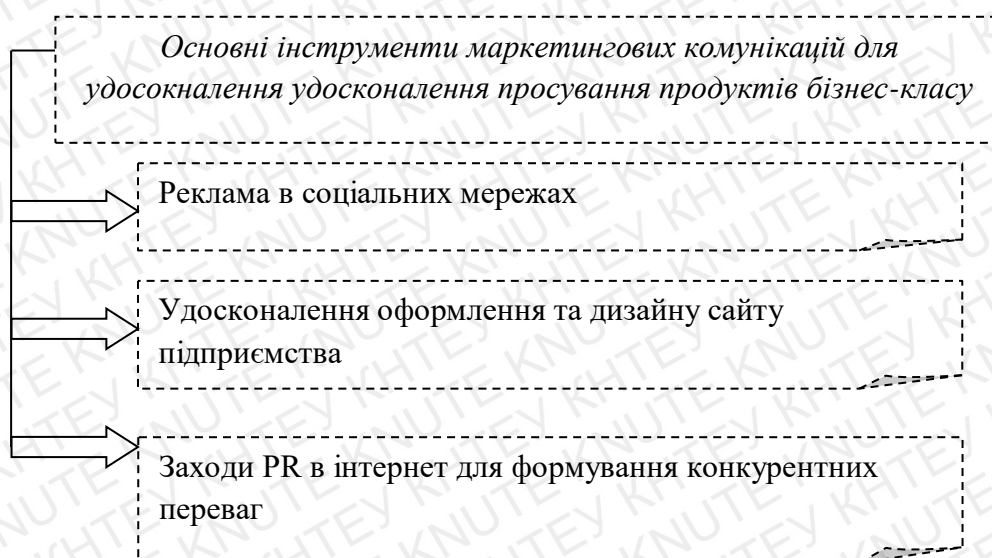 Основні інструменти маркетингових комунікацій для
удосокналення удосконалення просування продуктів бізнес-класу
Реклама в соціальних мережах
Удосконалення оформлення та дизайну сайту
підприємства
Заходи PR в інтернет для формування конкурентних
переваг